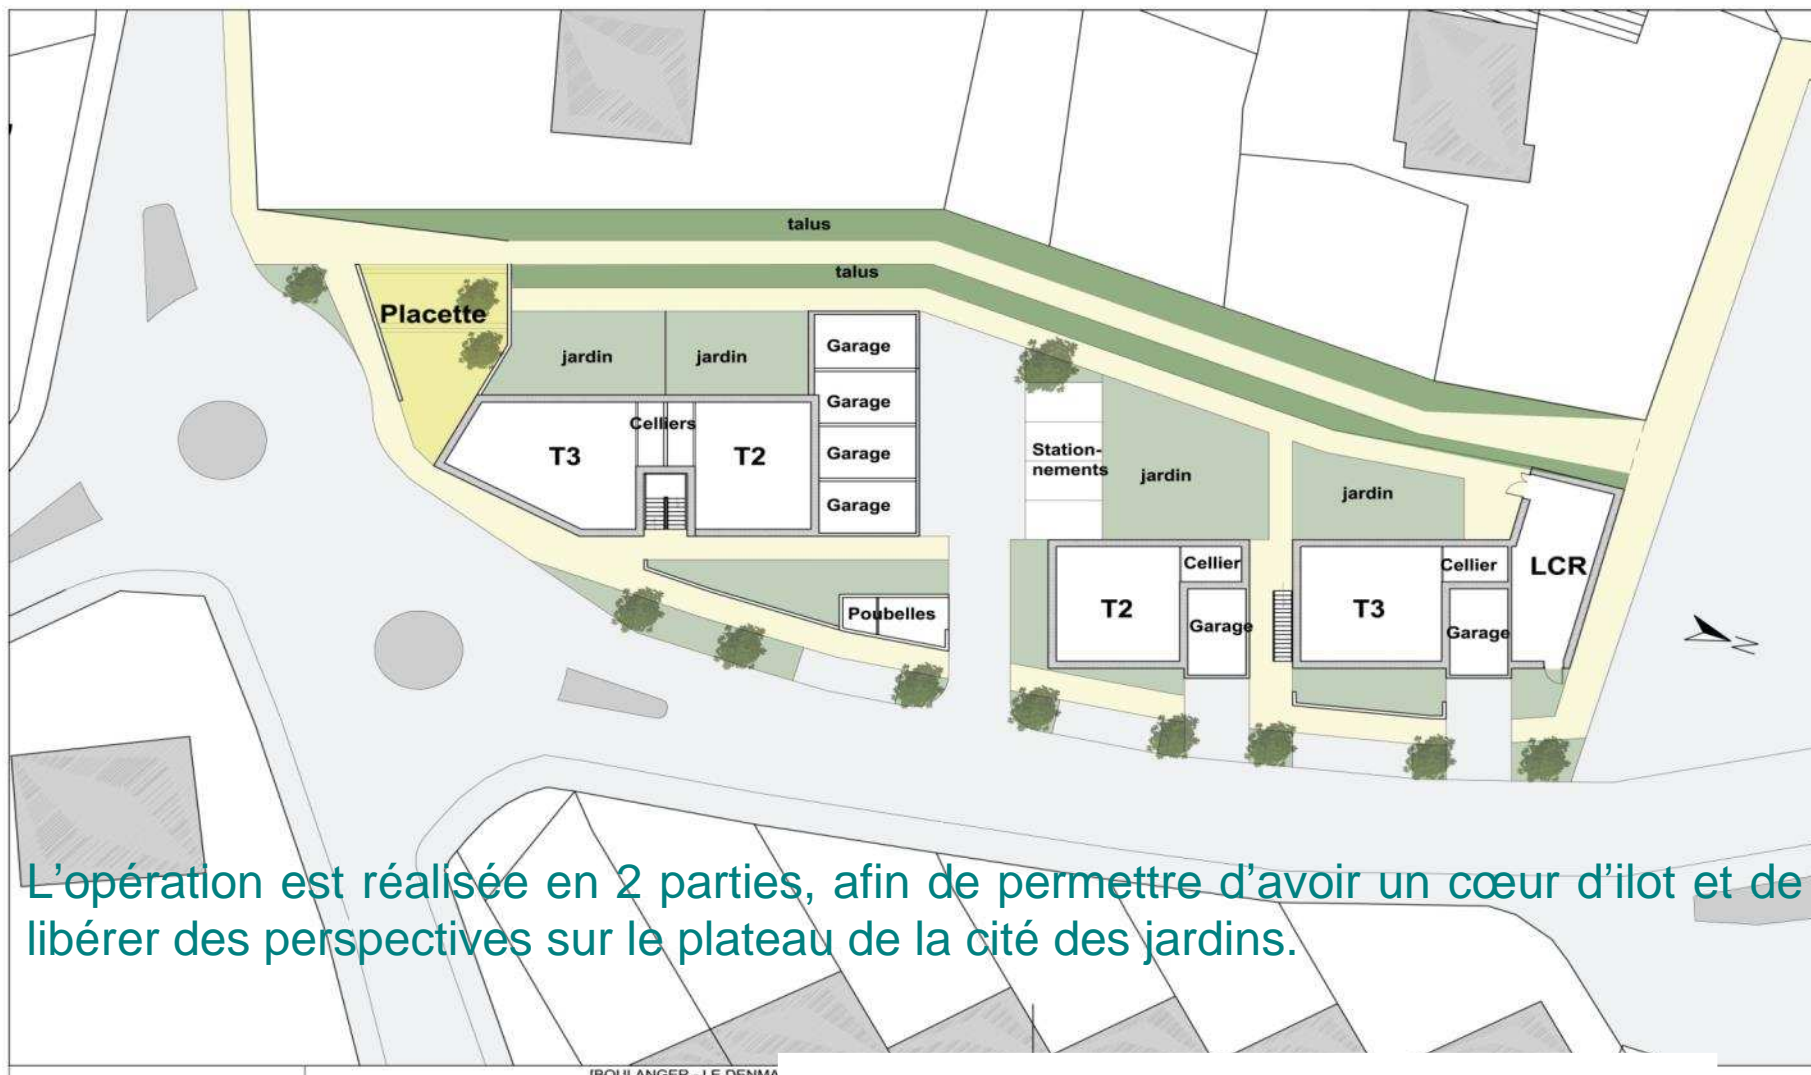 talus
talus
Placette
jardin
jardin
Garage
Garage
Garage
Garage
Celliers
T3
T2
Station-
nements
jardin
jardin
Cellier
Cellier
LCR
T2
T3
Garage
Garage
Poubelles
N
L’opération est réalisée en 2 parties, afin de permettre d’avoir un cœur d’ilot et de
libérer des perspectives sur le plateau de la cité des jardins.